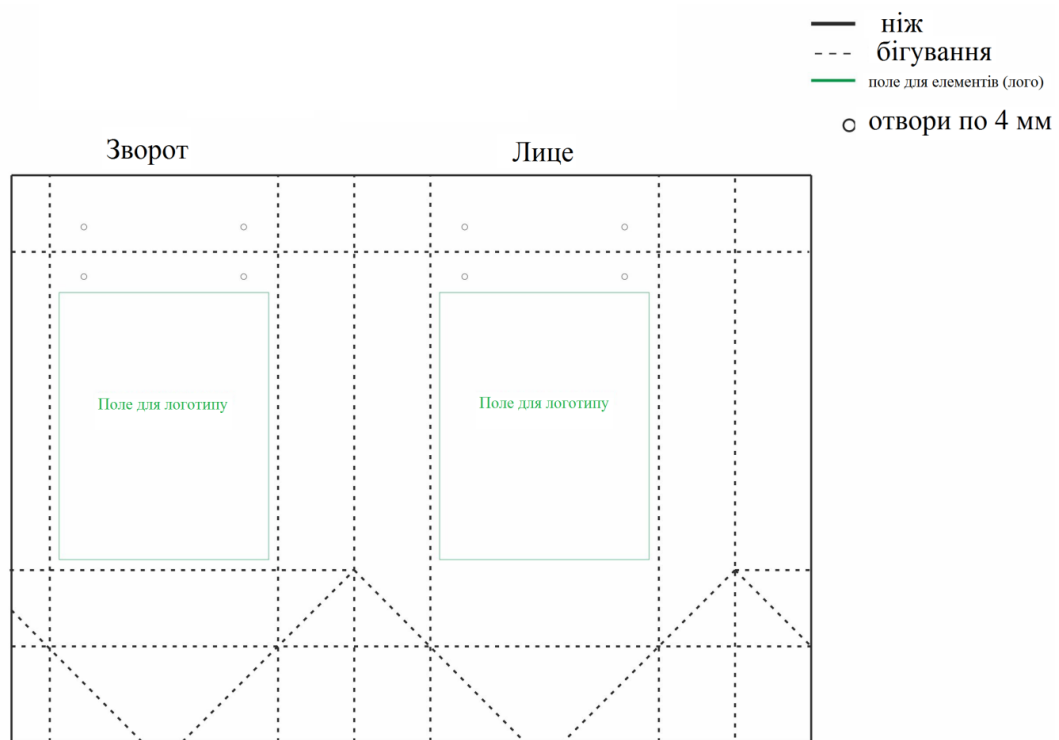 ніж
бігування
поле для елементів (лого)
отвори по 4 мм
Зворот
Лице
Поле для логотипу
Поле для логотипу